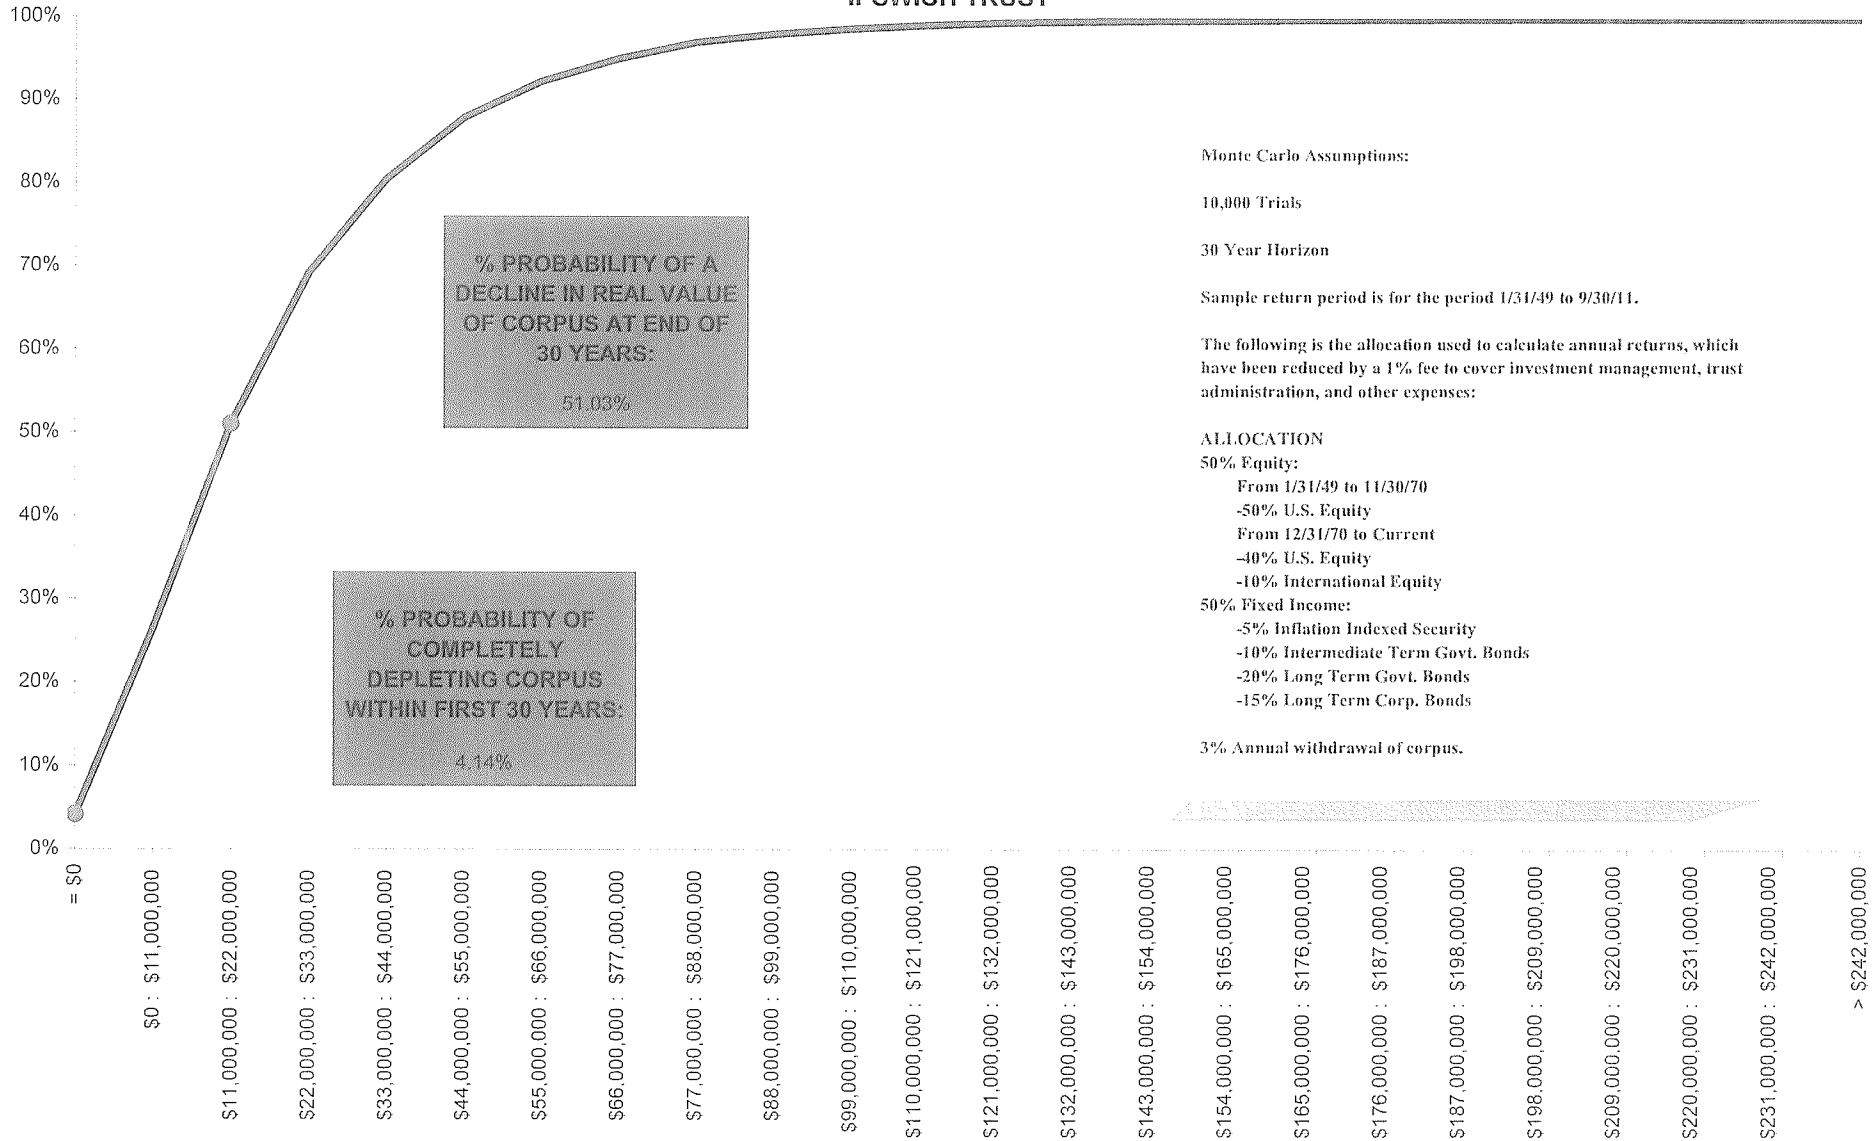 100%
90%
80%
70%
60%
50%
40%
30%
20%
10%
0%
% PROBABILITY OF A
DECLINE IN REAL VALUE
OF CORPUS AT END OF
30 YEARS:
51.03%
% PROBABILITY OF
COMPLETELY
DEPLETING CORPUS
WITHIN FIRST 30 YEARS:
4.14%
Monte Carlo Assumptions:
10,000 Trials
30 Year Horizon
Sample return period is for the period 1/31/49 to 9/30/11.
The following is the allocation used to calculate annual returns, which
have been reduced by a 1% fee to cover investment management, trust
administration, and other expenses:
ALLOCATION
50% Equity:
From 1/31/49 to 11/30/70
-50% U.S. Equity
From 12/31/70 to Current
-40% U.S. Equity
-10% International Equity
50% Fixed Income:
-5% Inflation Indexed Security
-10% Intermediate Term Govt. Bonds
-20% Long Term Govt. Bonds
-15% Long Term Corp. Bonds
3% Annual withdrawal of corpus.
= $0
$0 : $11,000,000
$11,000,000 : $22,000,000
$22,000,000 : $33,000,000
$33,000,000 : $44,000,000
$44,000,000 : $55,000,000
$55,000,000 : $66,000,000
$66,000,000 : $77,000,000
$77,000,000 : $88,000,000
$88,000,000 : $99,000,000
$99,000,000 : $110,000,000
$110,000,000 : $121,000,000
$121,000,000 : $132,000,000
$132,000,000 : $143,000,000
$143,000,000 : $154,000,000
$154,000,000 : $165,000,000
$165,000,000 : $176,000,000
$176,000,000 : $187,000,000
$187,000,000 : $198,000,000
$198,000,000 : $209,000,000
$209,000,000 : $220,000,000
$220,000,000 : $231,000,000
$231,000,000 : $242,000,000
> $242,000,000